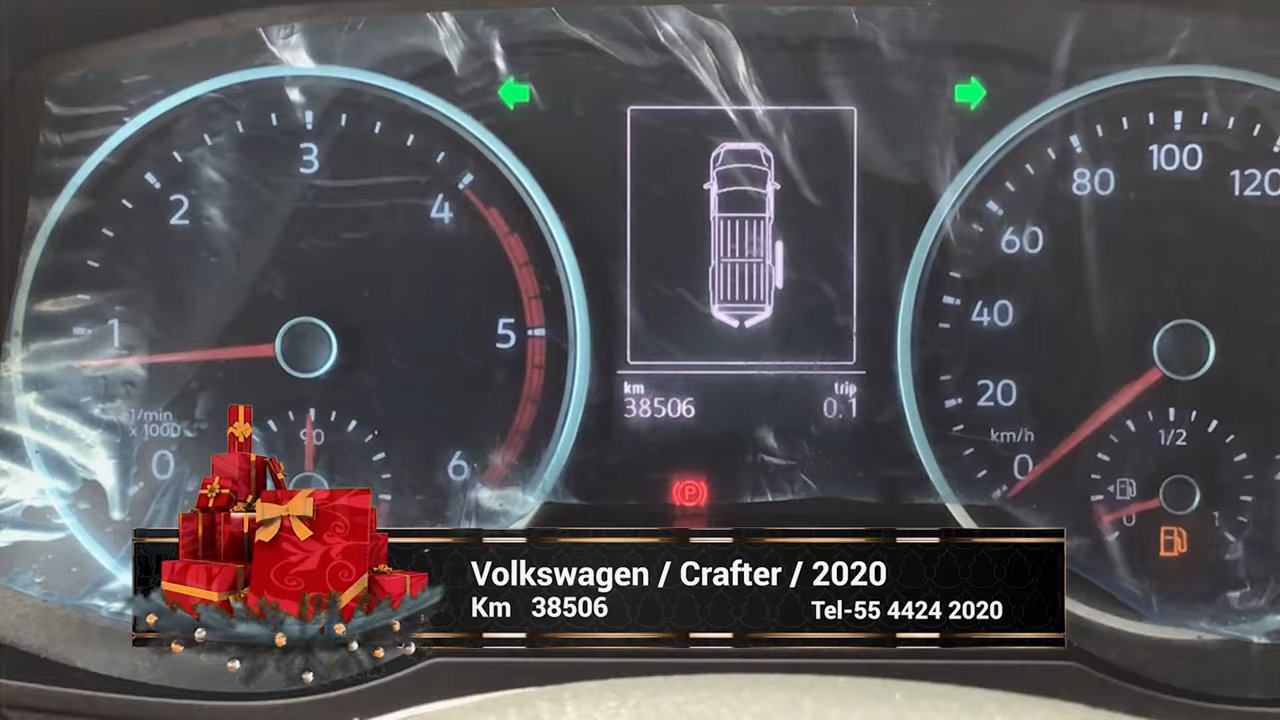 3
2
4
1
5
1/min
x 1000
0
90
6
km
38506
trip
0.1
P
100
80
120
60
40
20
km/h
0
1/2
0
1
Volkswagen / Crafter / 2020
Km 38506
Tel-55 4424 2020